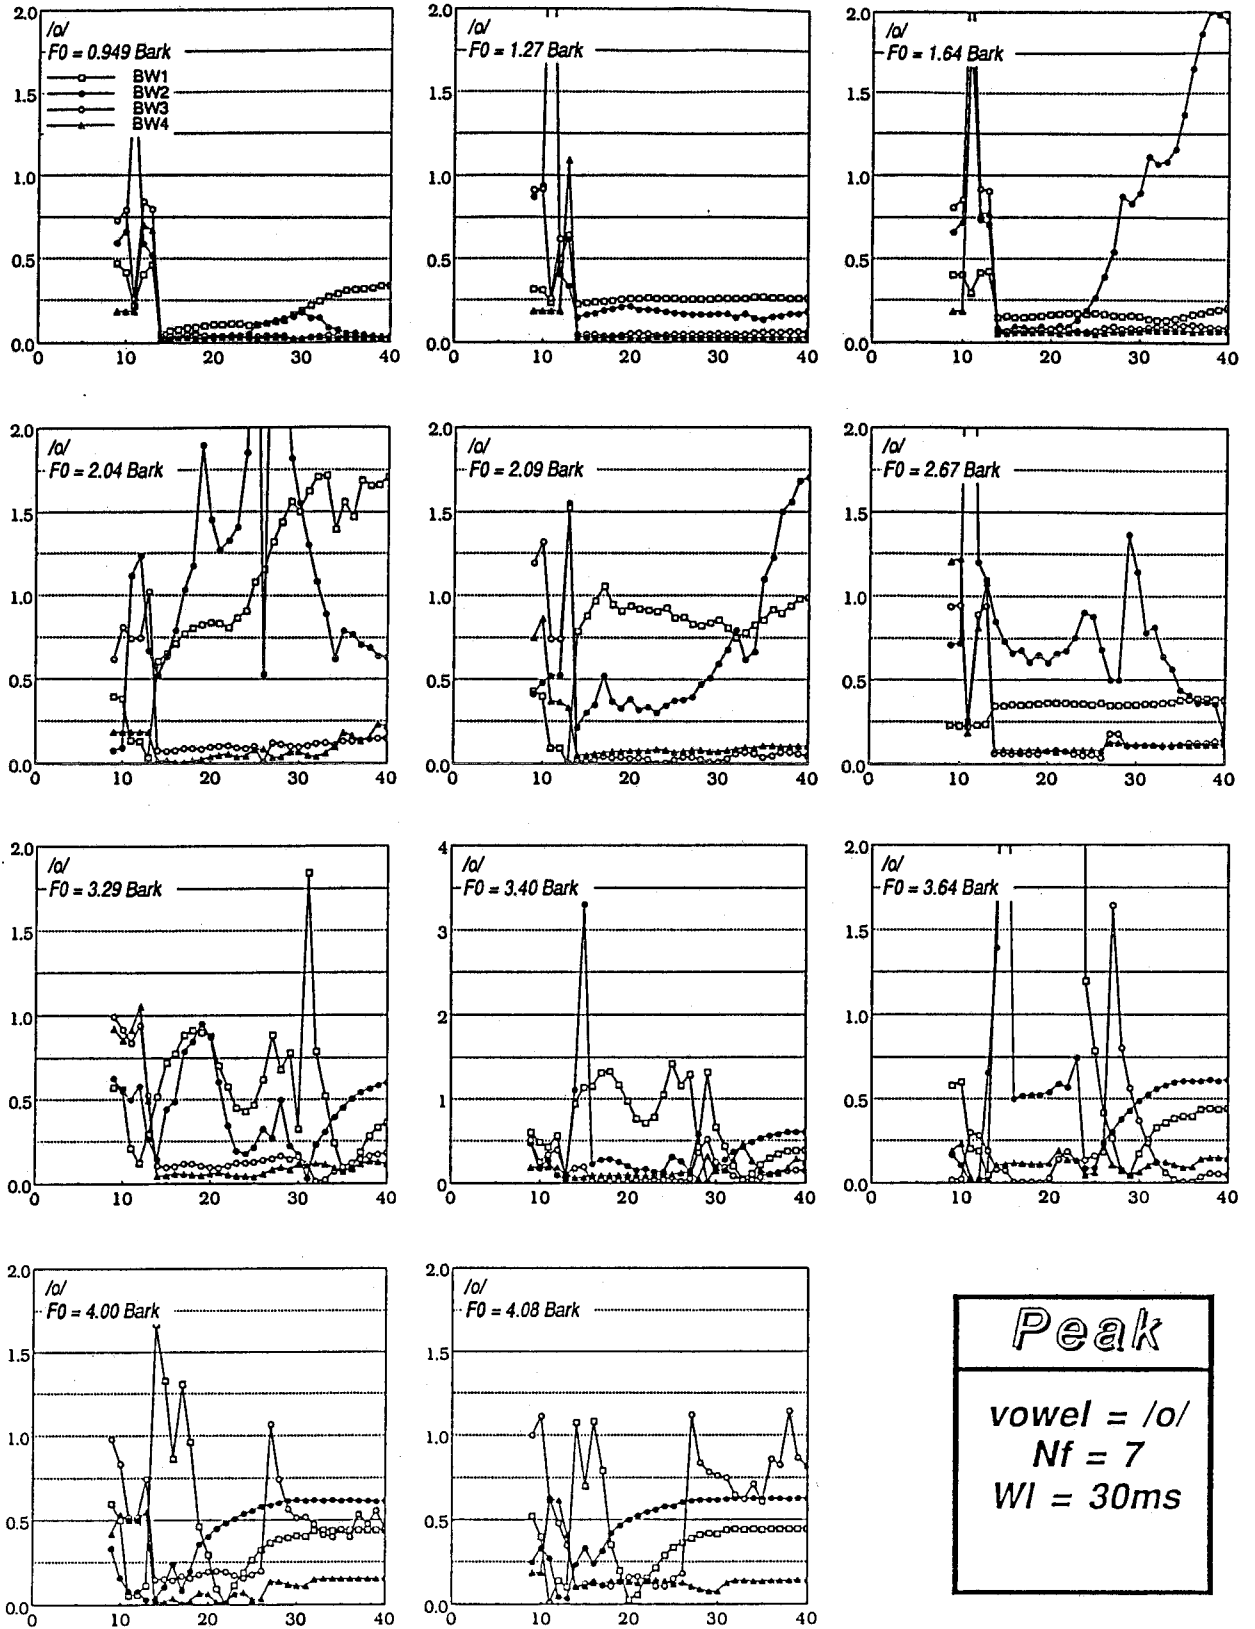 /o/
F0 = 0.949 Bark
BW1
BW2
BW3
BW4
2.0
1.5
1.0
0.5
0.0
0 10 20 30 40
/o/
F0 = 1.27 Bark
2.0
1.5
1.0
0.5
0.0
0 10 20 30 40
/o/
F0 = 1.64 Bark
2.0
1.5
1.0
0.5
0.0
0 10 20 30 40
/o/
F0 = 2.04 Bark
2.0
1.5
1.0
0.5
0.0
0 10 20 30 40
/o/
F0 = 2.09 Bark
2.0
1.5
1.0
0.5
0.0
0 10 20 30 40
/o/
F0 = 2.67 Bark
2.0
1.5
1.0
0.5
0.0
0 10 20 30 40
/o/
F0 = 3.29 Bark
2.0
1.5
1.0
0.5
0.0
0 10 20 30 40
/o/
F0 = 3.40 Bark
4
3
2
1
0
0 10 20 30 40
/o/
F0 = 3.64 Bark
2.0
1.5
1.0
0.5
0.0
0 10 20 30 40
/o/
F0 = 4.00 Bark
2.0
1.5
1.0
0.5
0.0
0 10 20 30 40
/o/
F0 = 4.08 Bark
2.0
1.5
1.0
0.5
0.0
0 10 20 30 40
Peak
vowel = /o/
Nf = 7
Wl = 30ms